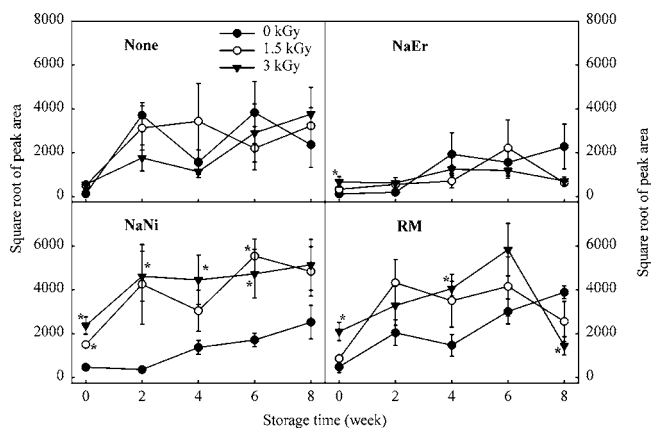 8000
6000
4000
2000
0
None
0 kGy
1.5 kGy
3 kGy
NaEr
*
8000
6000
4000
2000
0
Square root of peak area
Square root of peak area
6000
4000
2000
0
NaNi
* * * * * *
RM
* * *
6000
4000
2000
0
0 2 4 6 8 0 2 4 6 8
Storage time (week)